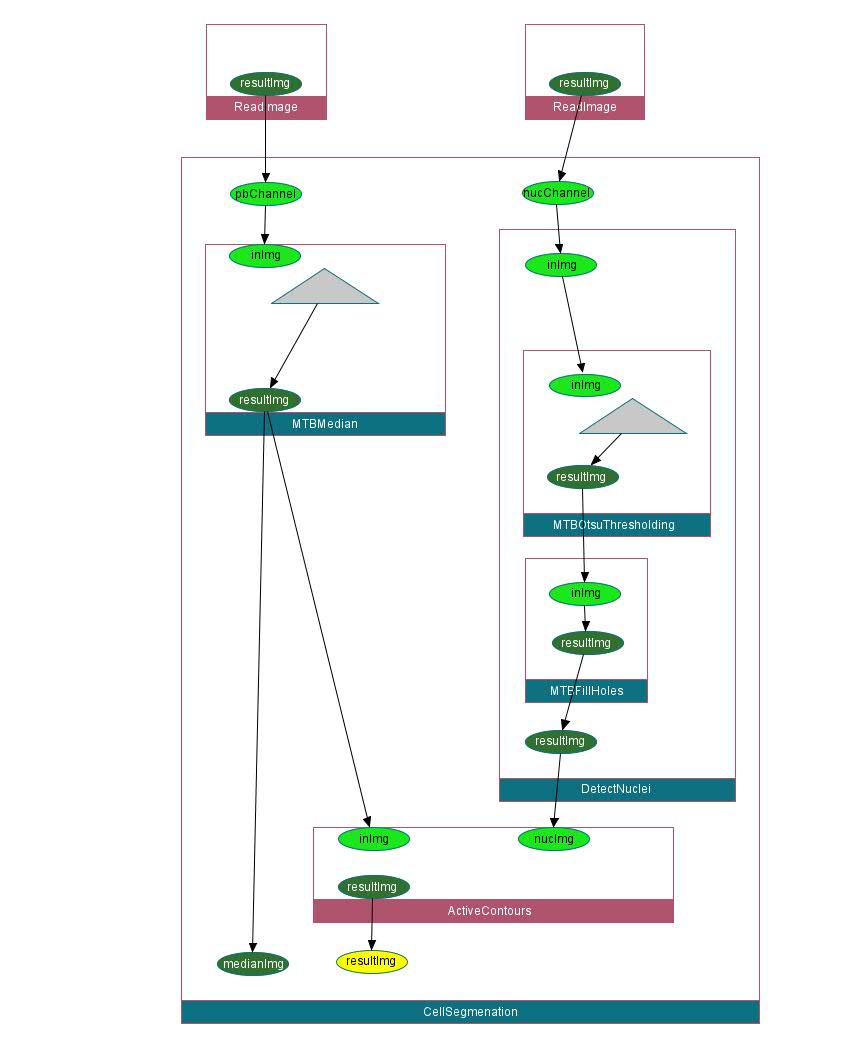 resultImg
resultImg
ReadImage
ReadImage
pbChannel
nucChannel
inImg
inImg
inImg
resultImg
MTBMedian
resultImg
MTBOtsuThresholding
inImg
resultImg
MTBFillHoles
resultImg
DetectNuclei
inImg
nucImg
resultImg
ActiveContours
medianImg
resultImg
CellSegmenation